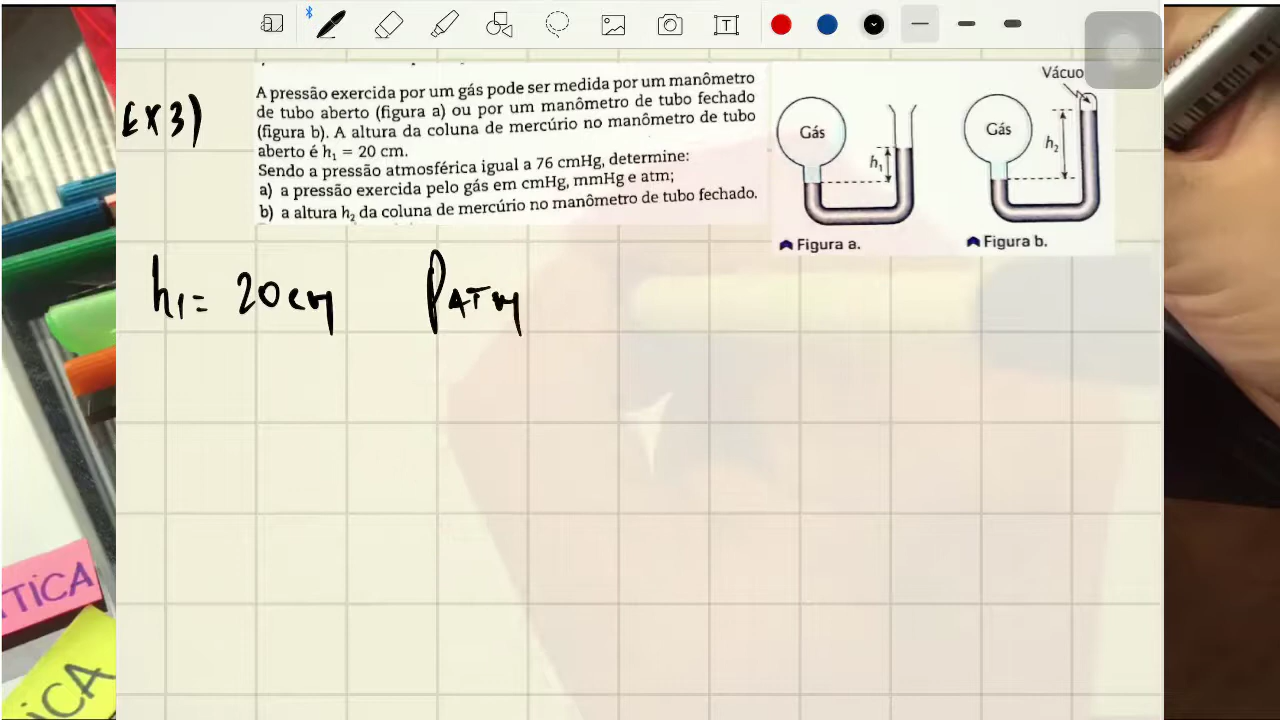 EX3)
A pressão exercida por um gás pode ser medida por um manômetro
de tubo aberto (figura a) ou por um manômetro de tubo fechado
(figura b). A altura da coluna de mercúrio no manômetro de tubo
aberto é h₁ = 20 cm.
Sendo a pressão atmosférica igual a 76 cmHg, determine:
a) a pressão exercida pelo gás em cmHg, mmHg e atm;
b) a altura h₂ da coluna de mercúrio no manômetro de tubo fechado.
Gás
h₁
Figura a.
Vácuo
Gás
h₂
Figura b.
h₁ = 20cm PATM
T
TICA
ICA